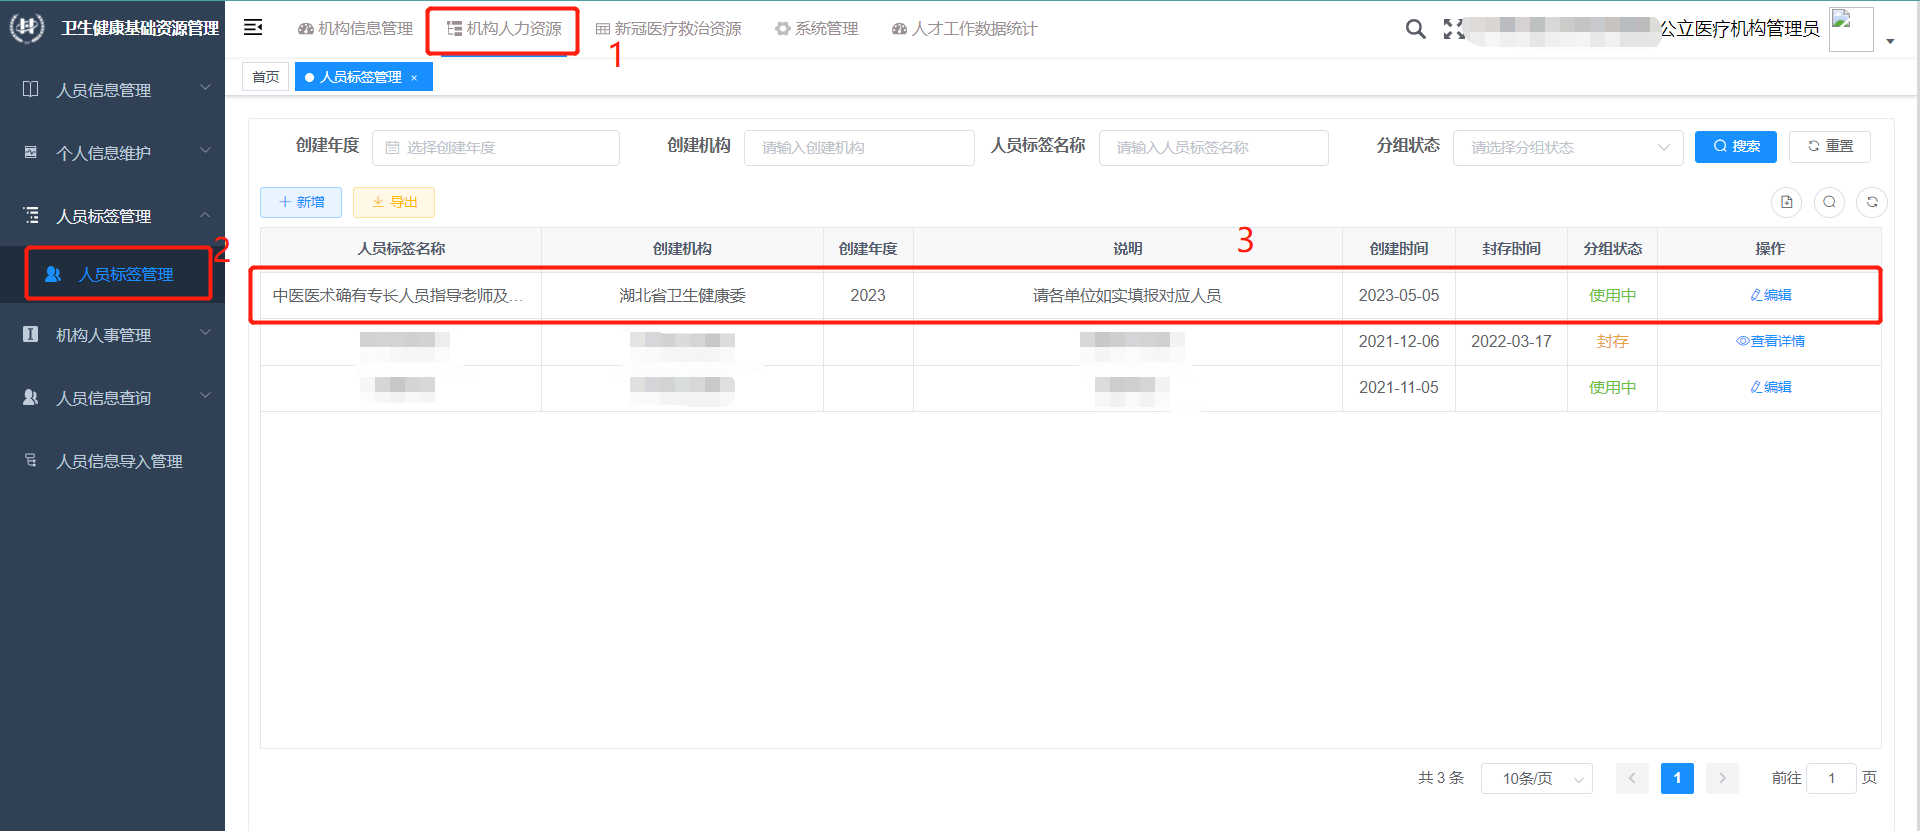 卫生健康基础资源管理
机构信息管理 机构人力资源 新冠医疗救治资源 系统管理 人才工作数据统计
公立医疗机构管理员
1
首页 人员标签管理 ×
人员信息管理
个人信息维护
人员标签管理
人员标签管理
2
机构人事管理
人员信息查询
人员信息导入管理
创建年度 选择创建年度 创建机构 请输入创建机构 人员标签名称 请输入人员标签名称 分组状态 请选择分组状态 搜索 重置
新增 导出
3
人员标签名称 创建机构 创建年度 说明 创建时间 封存时间 分组状态 操作
中医医术确有专长人员指导老师及... 湖北省卫生健康委 2023 请各单位如实填报对应人员 2023-05-05 使用中 编辑
2021-12-06 2022-03-17 封存 查看详情
2021-11-05 使用中 编辑
共 3 条 10条/页 1 前往 1 页